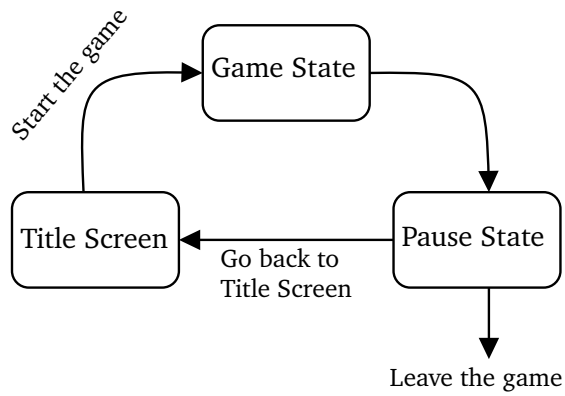 Start the game
Game State
Title Screen
Pause State
Go back to
Title Screen
Leave the game